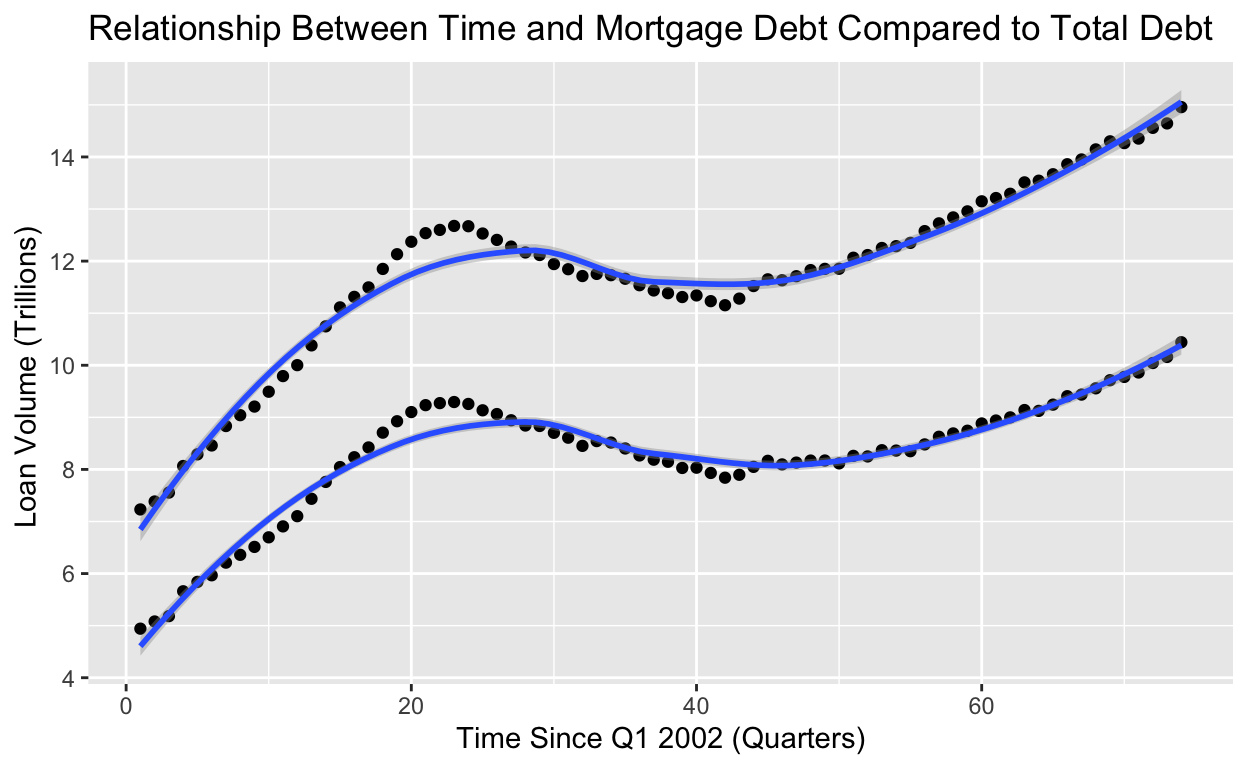 Relationship Between Time and Mortgage Debt Compared to Total Debt
Loan Volume (Trillions)
14
12
10
8
6
4
0 20 40 60
Time Since Q1 2002 (Quarters)